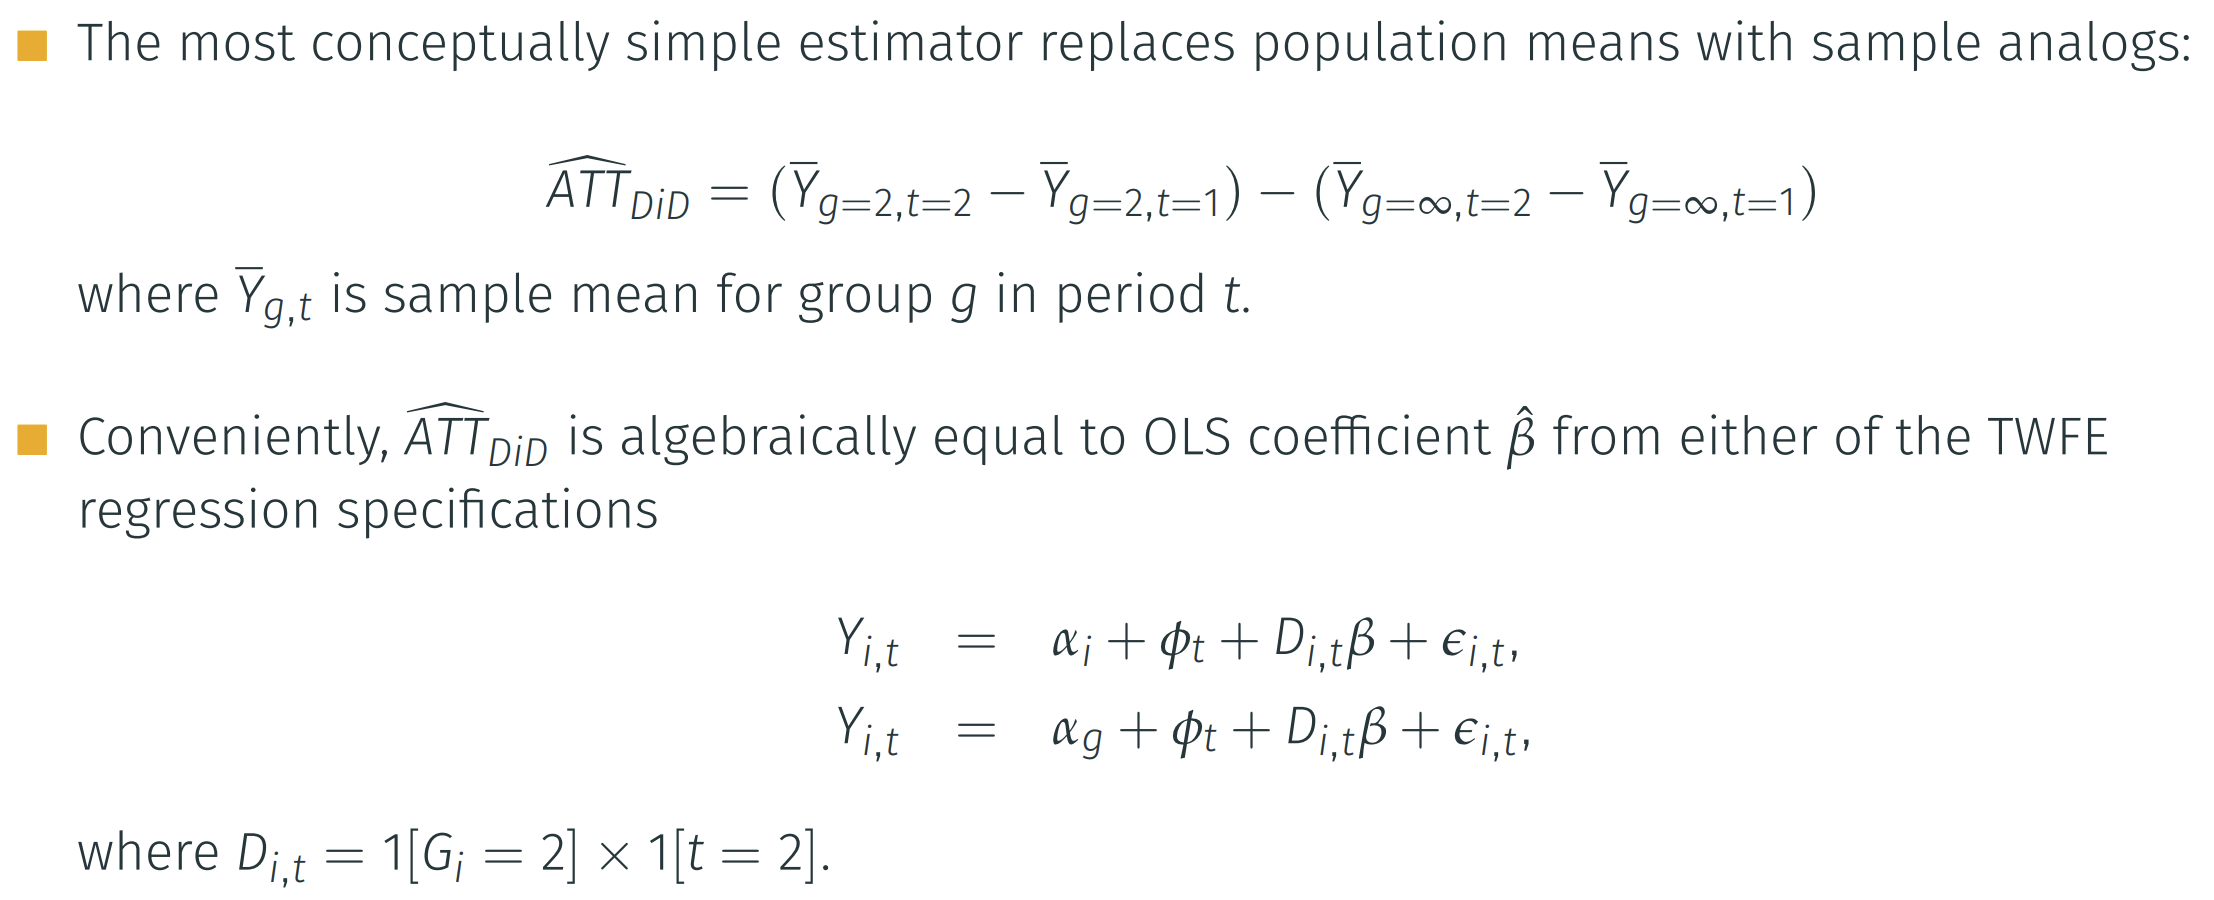 The most conceptually simple estimator replaces population means with sample analogs:
$\widehat{ATT}_{DiD} = (\overline{Y}_{g=2,t=2} - \overline{Y}_{g=2,t=1}) - (\overline{Y}_{g=\infty,t=2} - \overline{Y}_{g=\infty,t=1})$
where $\overline{Y}_{g,t}$ is sample mean for group $g$ in period $t$.
Conveniently, $\widehat{ATT}_{DiD}$ is algebraically equal to OLS coefficient $\hat{\beta}$ from either of the TWFE
regression specifications
$Y_{i,t} = \alpha_i + \phi_t + D_{i,t}\beta + \epsilon_{i,t},$
$Y_{i,t} = \alpha_g + \phi_t + D_{i,t}\beta + \epsilon_{i,t},$
where $D_{i,t} = 1[G_i = 2] \times 1[t = 2]$.